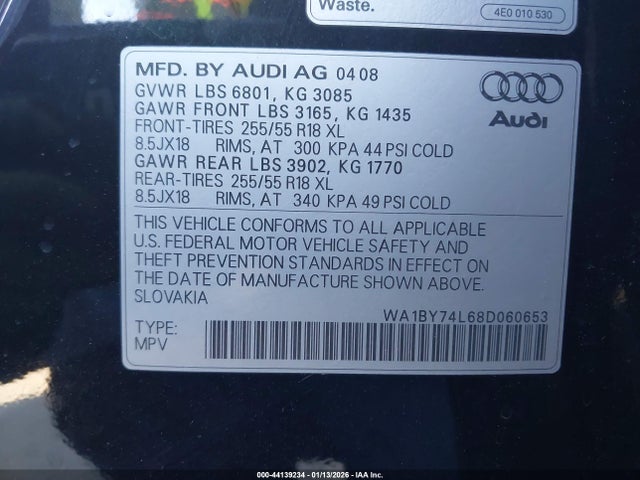 Waste.
4E0 010 530
MFD. BY AUDI AG 04 08
GVWR LBS 6801, KG 3085
GAWR FRONT LBS 3165, KG 1435
FRONT-TIRES 255/55 R18 XL
8.5JX18 RIMS, AT 300 KPA 44 PSI COLD
GAWR REAR LBS 3902, KG 1770
REAR-TIRES 255/55 R18 XL
8.5JX18 RIMS, AT 340 KPA 49 PSI COLD
Audi
THIS VEHICLE CONFORMS TO ALL APPLICABLE
U.S. FEDERAL MOTOR VEHICLE SAFETY AND
THEFT PREVENTION STANDARDS IN EFFECT ON
THE DATE OF MANUFACTURE SHOWN ABOVE.
SLOVAKIA
WA1BY74L68D060653
TYPE:
MPV
000-44139234 - 01/13/2026 - IAA Inc.